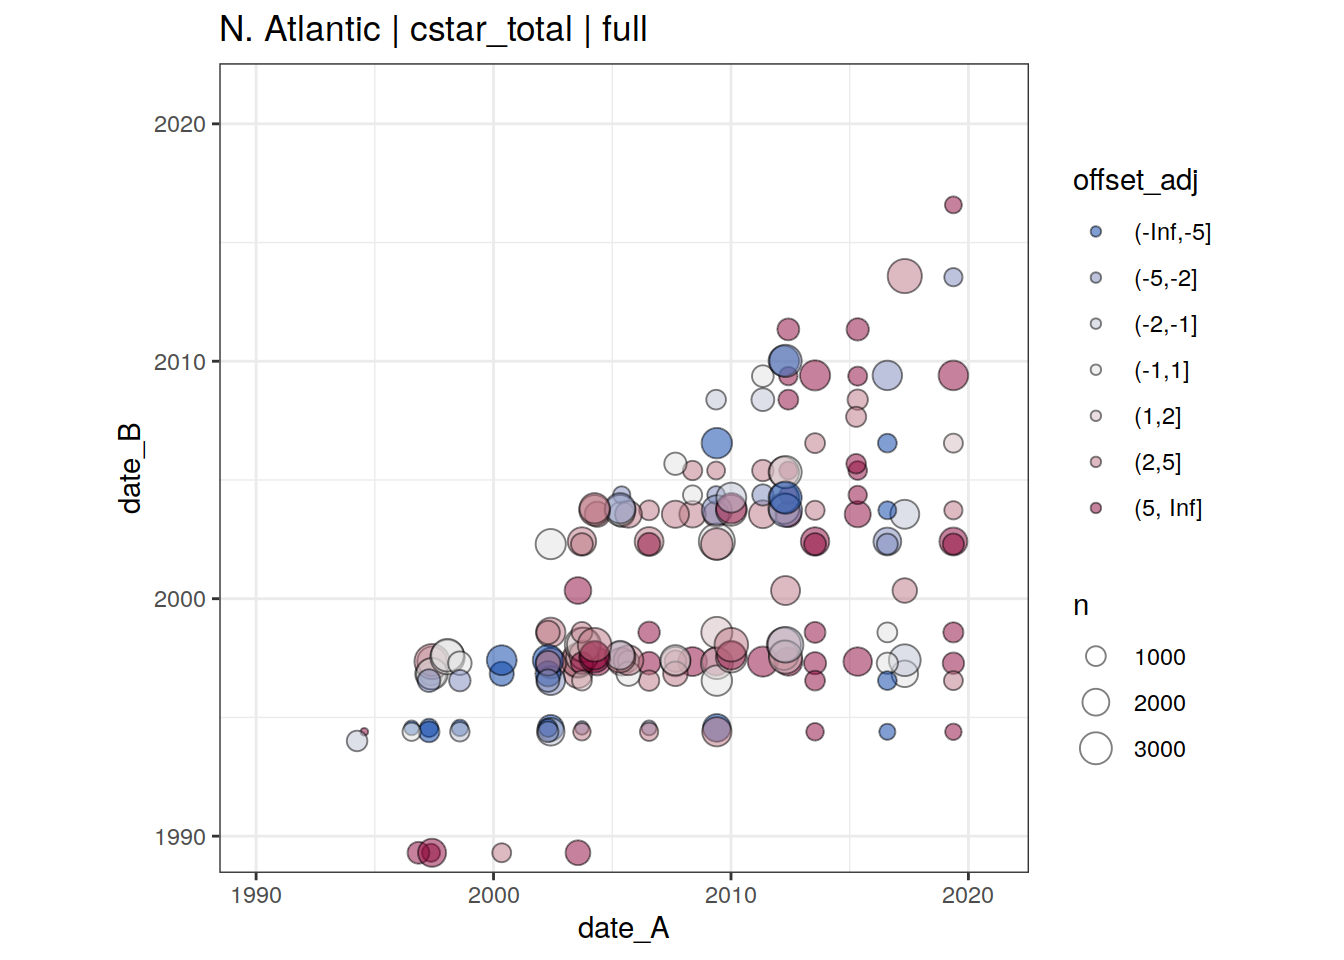 N. Atlantic | cstar_total | full
2020
2010
2000
1990
date_B
1990
2000
2010
2020
date_A
offset_adj
(-Inf,-5]
(-5,-2]
(-2,-1]
(-1,1]
(1,2]
(2,5]
(5, Inf]
n
1000
2000
3000